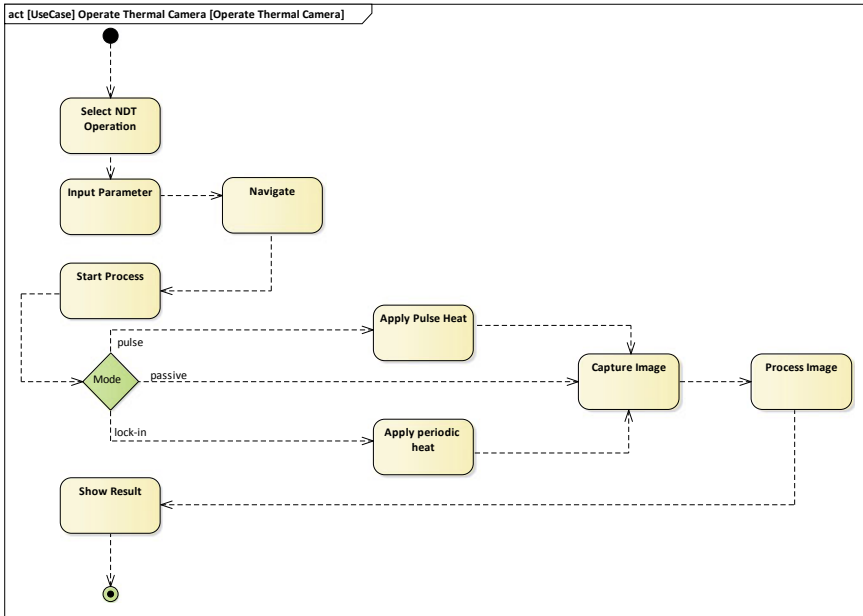 act [UseCase] Operate Thermal Camera [Operate Thermal Camera]
Select NDT
Operation
Input Parameter
Navigate
Start Process
Apply Pulse Heat
pulse
Mode
passive
Capture Image
Process Image
lock-in
Apply periodic
heat
Show Result